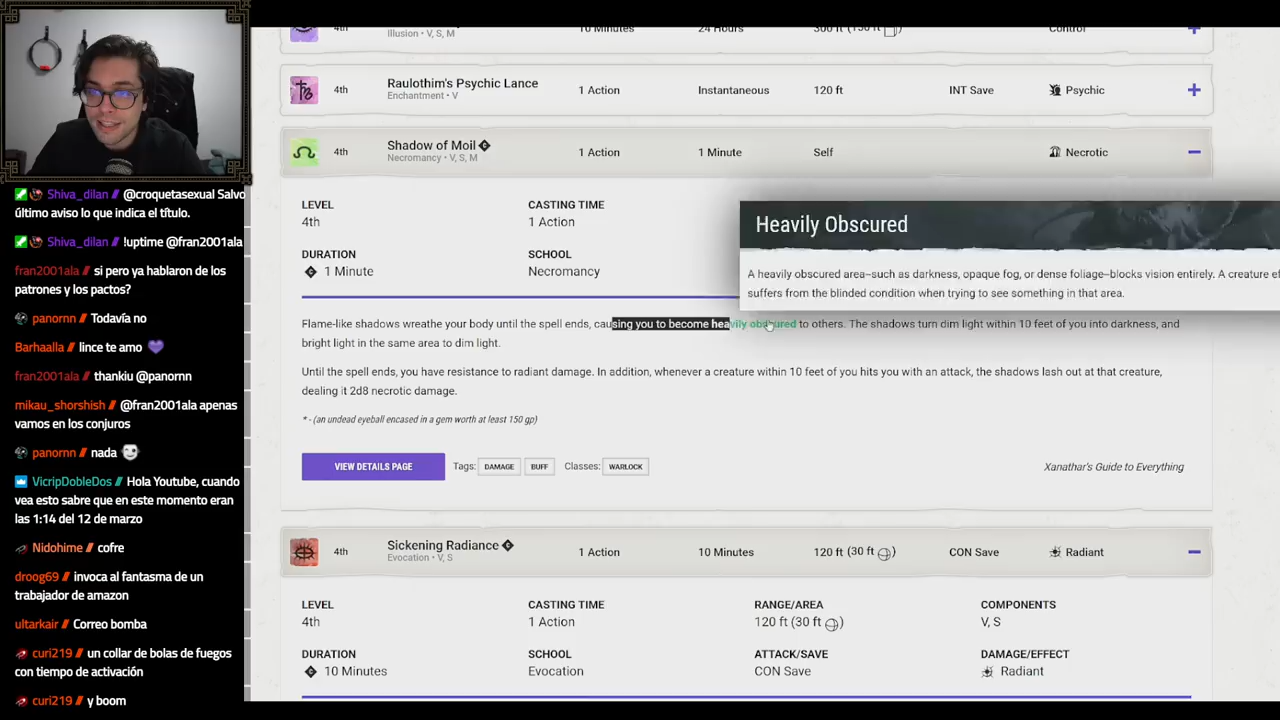 Shiva_dilan // @croquetasexual Salvo
último aviso lo que indica el título.
Shiva_dilan // !uptime @fran2001ala
fran2001ala // si pero ya hablaron de los
patrones y los pactos?
panornn // Todavía no
Barhaalla // lince te amo
fran2001ala // thankiu @panornn
mikau_shorshish // @fran2001ala apenas
vamos en los conjuros
panornn // nada
VicripDobleDos // Hola Youtube, cuando
vea esto sabre que en este momento eran
las 1:14 del 12 de marzo
Nidohime // cofre
droog69 // invoca al fantasma de un
trabajador de amazon
ultarkair // Correo bomba
curi219 // un collar de bolas de fuegos
con tiempo de activación
curi219 // y boom
4th 10 Minutes 24 Hours 300 ft (150 ft Control
Illusion • V, S, M
Raulothim's Psychic Lance
4th 1 Action Instantaneous 120 ft INT Save Psychic
Enchantment • V
Shadow of Moil
4th 1 Action 1 Minute Self Necrotic
Necromancy • V, S, M
LEVEL CASTING TIME
4th 1 Action
DURATION SCHOOL
1 Minute Necromancy
Heavily Obscured
A heavily obscured area–such as darkness, opaque fog, or dense foliage–blocks vision entirely. A creature ef
suffers from the blinded condition when trying to see something in that area.
Flame-like shadows wreathe your body until the spell ends, causing you to become heavily obscured to others. The shadows turn dim light within 10 feet of you into darkness, and
bright light in the same area to dim light.
Until the spell ends, you have resistance to radiant damage. In addition, whenever a creature within 10 feet of you hits you with an attack, the shadows lash out at that creature,
dealing it 2d8 necrotic damage.
* - (an undead eyeball encased in a gem worth at least 150 gp)
VIEW DETAILS PAGE Tags: DAMAGE BUFF Classes: WARLOCK Xanathar's Guide to Everything
Sickening Radiance
4th 1 Action 10 Minutes 120 ft (30 ft ) CON Save Radiant
Evocation • V, S
LEVEL CASTING TIME RANGE/AREA COMPONENTS
4th 1 Action 120 ft (30 ft ) V, S
DURATION SCHOOL ATTACK/SAVE DAMAGE/EFFECT
10 Minutes Evocation CON Save Radiant